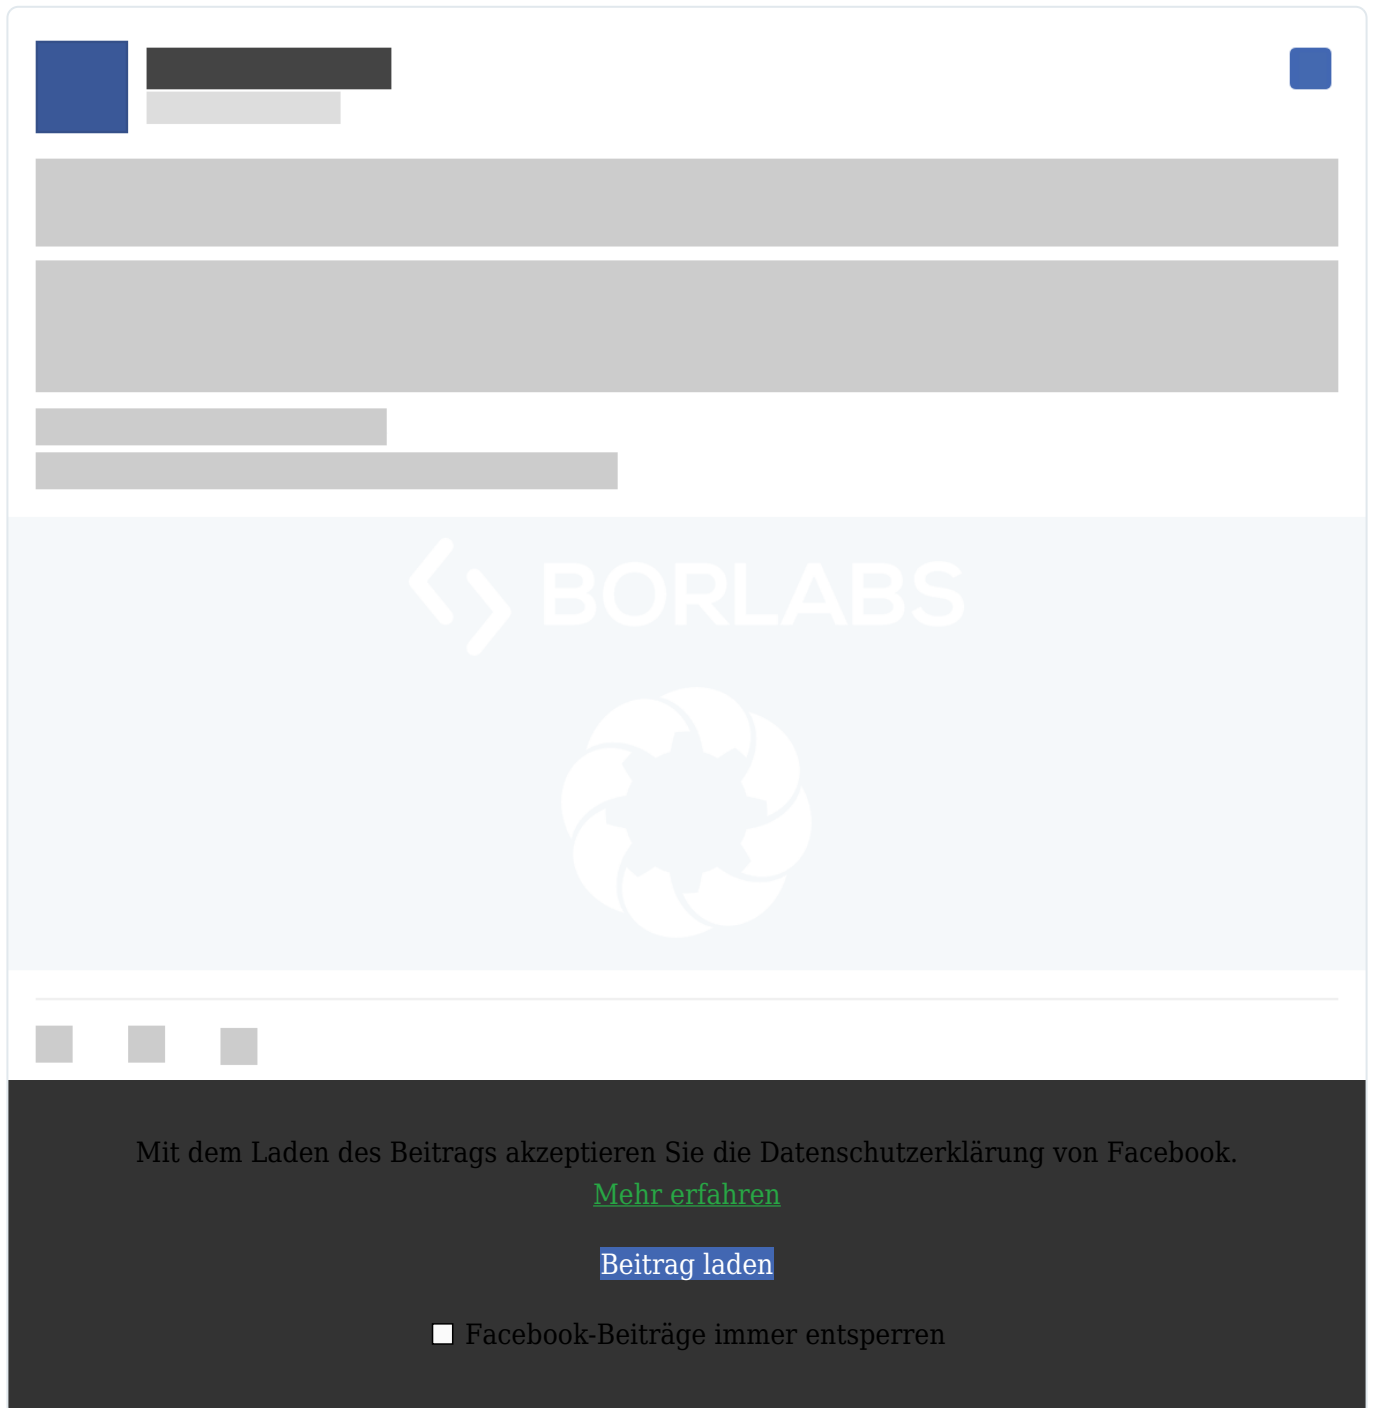 BORLABS
Mit dem Laden des Beitrags akzeptieren Sie die Datenschutzerklärung von Facebook.
Mehr erfahren
Beitrag laden
Facebook-Beiträge immer entsperren